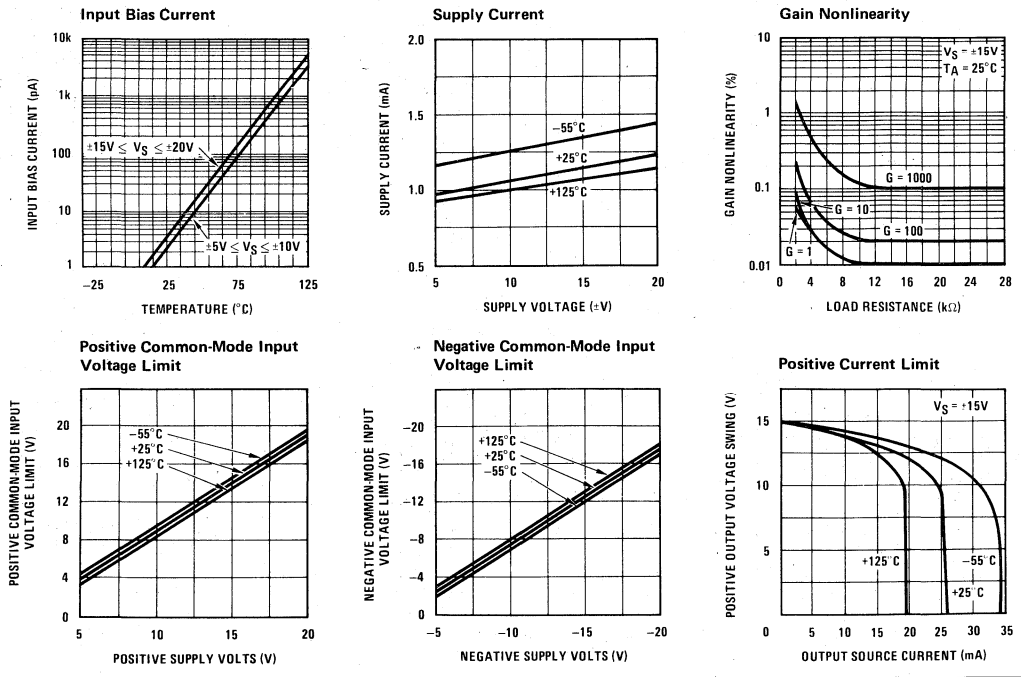 Input Bias Current
10k
1k
100
10
1
INPUT BIAS CURRENT (pA)
±15V ≤ VS ≤ ±20V
±5V ≤ VS ≤ ±10V
−25
25
75
125
TEMPERATURE (°C)
Supply Current
2.0
1.5
1.0
0.5
SUPPLY CURRENT (mA)
−55°C
+25°C
+125°C
5
10
15
20
SUPPLY VOLTAGE (±V)
Gain Nonlinearity
10
1
0.1
0.01
GAIN NONLINEARITY (%)
VS = ±15V
TA = 25°C
G = 1000
G = 10
G = 100
G = 1
0
4
8
12
16
20
24
28
LOAD RESISTANCE (kΩ)
Positive Common-Mode Input
Voltage Limit
20
16
12
8
4
0
POSITIVE COMMON-MODE INPUT
VOLTAGE LIMIT (V)
−55°C
+25°C
+125°C
5
10
15
20
POSITIVE SUPPLY VOLTS (V)
Negative Common-Mode Input
Voltage Limit
−20
−16
−12
−8
−4
0
NEGATIVE COMMON-MODE INPUT
VOLTAGE LIMIT (V)
+125°C
+25°C
−55°C
−5
−10
−15
−20
NEGATIVE SUPPLY VOLTS (V)
Positive Current Limit
15
10
5
POSITIVE OUTPUT VOLTAGE SWING (V)
VS = ±15V
+125°C
−55°C
+25°C
0
5
10
15
20
25
30
35
OUTPUT SOURCE CURRENT (mA)